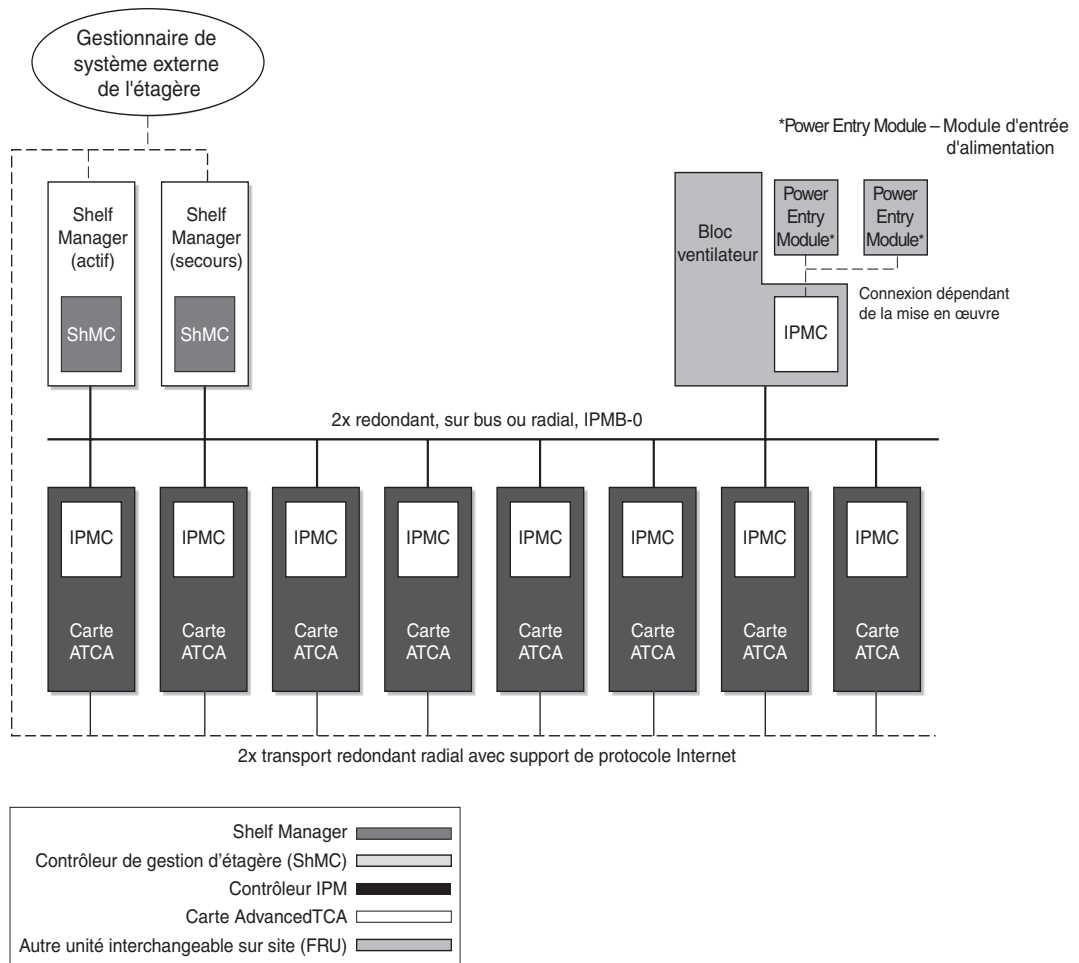 Gestionnaire de
système externe
de l'étagère
*Power Entry Module – Module d'entrée
d'alimentation
Shelf
Manager
(actif)
ShMC
Shelf
Manager
(secours)
ShMC
Bloc
ventilateur
Power
Entry
Module*
Power
Entry
Module*
IPMC
Connexion dépendant
de la mise en œuvre
2x redondant, sur bus ou radial, IPMB-0
IPMC
Carte
ATCA
IPMC
Carte
ATCA
IPMC
Carte
ATCA
IPMC
Carte
ATCA
IPMC
Carte
ATCA
IPMC
Carte
ATCA
IPMC
Carte
ATCA
IPMC
Carte
ATCA
2x transport redondant radial avec support de protocole Internet
Shelf Manager
Contrôleur de gestion d'étagère (ShMC)
Contrôleur IPM
Carte AdvancedTCA
Autre unité interchangeable sur site (FRU)